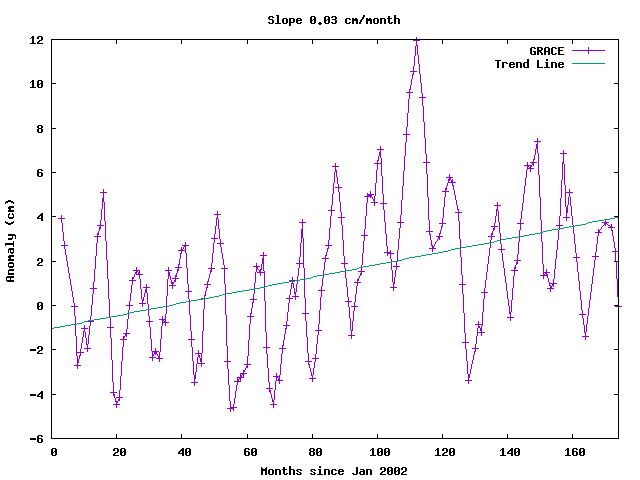 Slope 0.03 cm/month
12
10
8
6
4
2
0
-2
-4
-6
Anomaly (cm)
GRACE
Trend Line
0 20 40 60 80 100 120 140 160
Months since Jan 2002